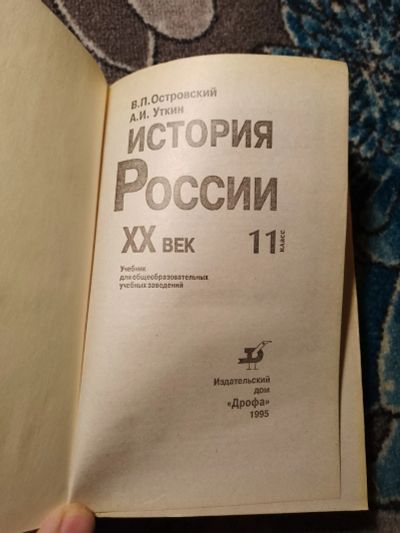 В.П.Островский
А.И. Уткин
ИСТОРИЯ
РОССИИ
XX ВЕК 11 КЛАСС
Учебник
для общеобразовательных
учебных заведений
Издательский
дом
«Дрофа»
1995